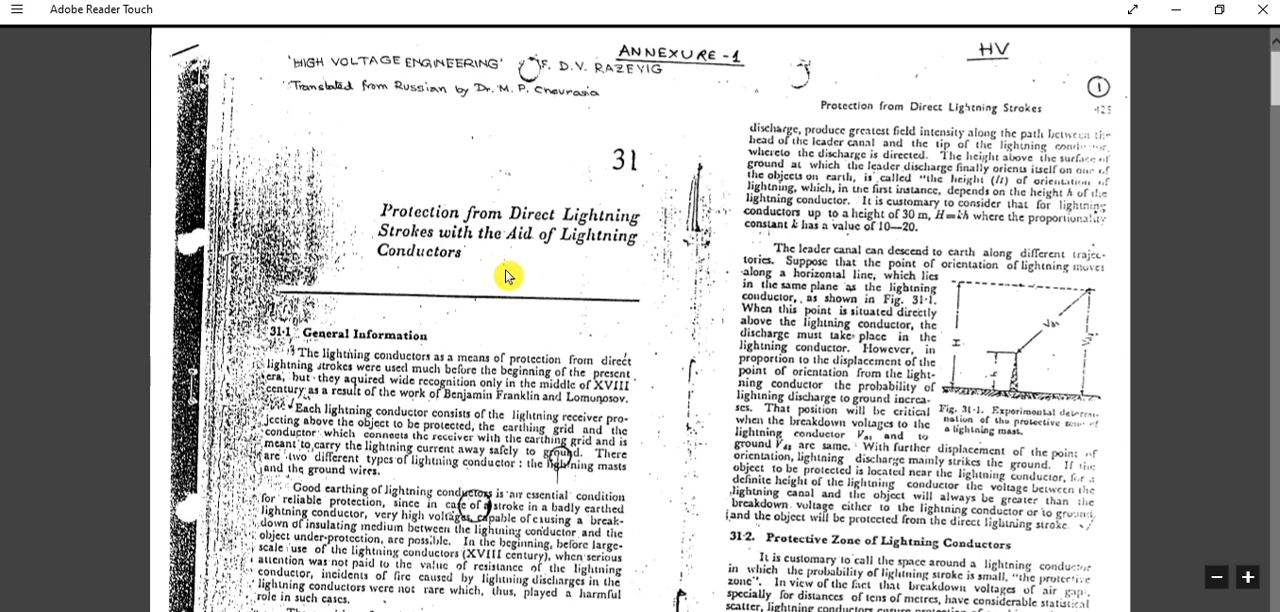 Adobe Reader Touch
ANNEXURE-1
HV
'HIGH VOLTAGE ENGINEERING' OF. D.V. RAZEVIG
Translated from Russian by Dr. M. P. Chourasia
1
Protection from Direct Lightning Strokes
425
31
Protection from Direct Lightning
Strokes with the Aid of Lightning
Conductors
31·1 General Information
The lightning conductors as a means of protection from direct
lightning strokes were used much before the beginning of the present
era, but they aquired wide recognition only in the middle of XVIII
century as a result of the work of Benjamin Franklin and Lomunosov.
Each lightning conductor consists of the lightning receiver pro-
jecting above the object to be protected, the earthing grid and the
conductor which connects the receiver with the earthing grid and is
meant to carry the lightning current away safely to ground. There
are two different types of lightning conductor : the lightning masts
and the ground wires.
Good earthing of lightning conductors is an essential condition
for reliable protection, since in case of a stroke in a badly earthed
lightning conductor, very high voltages, capable of causing a break-
down of insulating medium between the lightning conductor and the
object under-protection, are possible. In the beginning, before large-
scale use of the lightning conductors (XVIII century), when serious
attention was not paid to the value of resistance of the lightning
conductor, incidents of fire caused by lightning discharges in the
lightning conductors were not rare which, thus, played a harmful
role in such cases.
discharge, produce greatest field intensity along the path between the
head of the leader canal and the tip of the lightning conductor,
whereto the discharge is directed. The height above the surface of
ground at which the leader discharge finally orients itself on one of
the objects on earth, is called "the height (H) of orientation of
lightning, which, in the first instance, depends on the height h of the
lightning conductor. It is customary to consider that for lightning
conductors up to a height of 30 m, H=kh where the proportionality
constant k has a value of 10—20.
The leader canal can descend to earth along different trajec-
tories. Suppose that the point of orientation of lightning moves
along a horizontal line, which lies
in the same plane as the lightning
conductor, as shown in Fig. 31·1.
When this point is situated directly
above the lightning conductor, the
discharge must take place in the
lightning conductor. However, in
proportion to the displacement of the
point of orientation from the light-
ning conductor the probability of
lightning discharge to ground increa-
ses. That position will be critical
when the breakdown voltages to the
lightning conductor and to
ground are same. With further displacement of the point of
orientation, lightning discharge mainly strikes the ground. If the
object to be protected is located near the lightning conductor, for a
definite height of the lightning conductor the voltage between the
lightning canal and the object will always be greater than the
breakdown voltage either to the lightning conductor or to ground,
and the object will be protected from the direct lightning stroke.
H
Fig. 31·1. Experimental determi-
nation of the protective zone of
a lightning mast.
31·2. Protective Zone of Lightning Conductors
It is customary to call the space around a lightning conductor
in which the probability of lightning stroke is small, "the protective
zone". In view of the fact that breakdown voltages of air gap,
specially for distances of tens of metres, have considerable statistical
scatter, lightning conductors ensure protection of